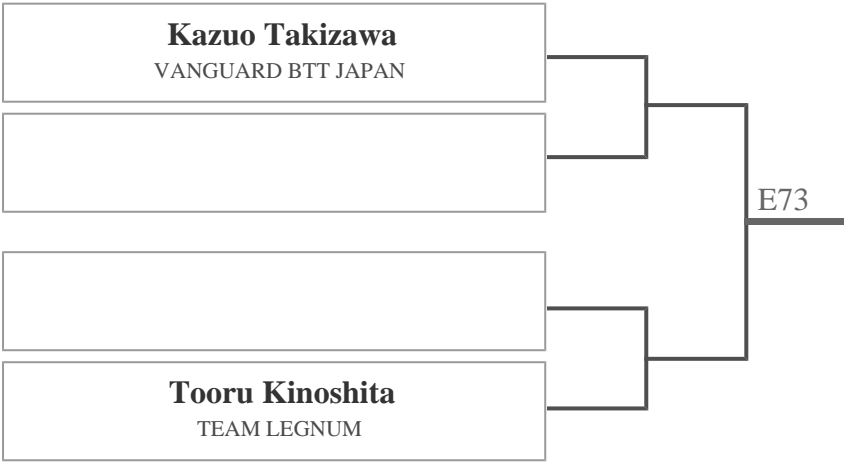 Kazuo Takizawa
VANGUARD BTT JAPAN
E73
Tooru Kinoshita
TEAM LEGNUM